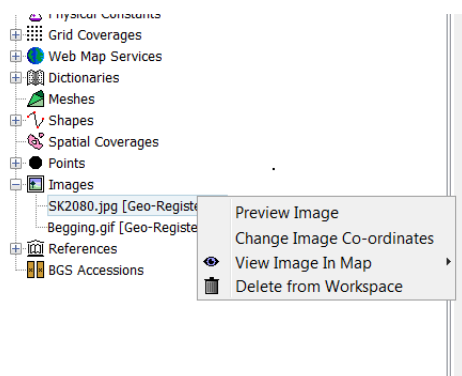 Physical Constants
Grid Coverages
Web Map Services
Dictionaries
Meshes
Shapes
Spatial Coverages
Points
Images
SK2080.jpg [Geo-Registe
Begging.gif [Geo-Registe
References
BGS Accessions
Preview Image
Change Image Co-ordinates
View Image In Map
Delete from Workspace